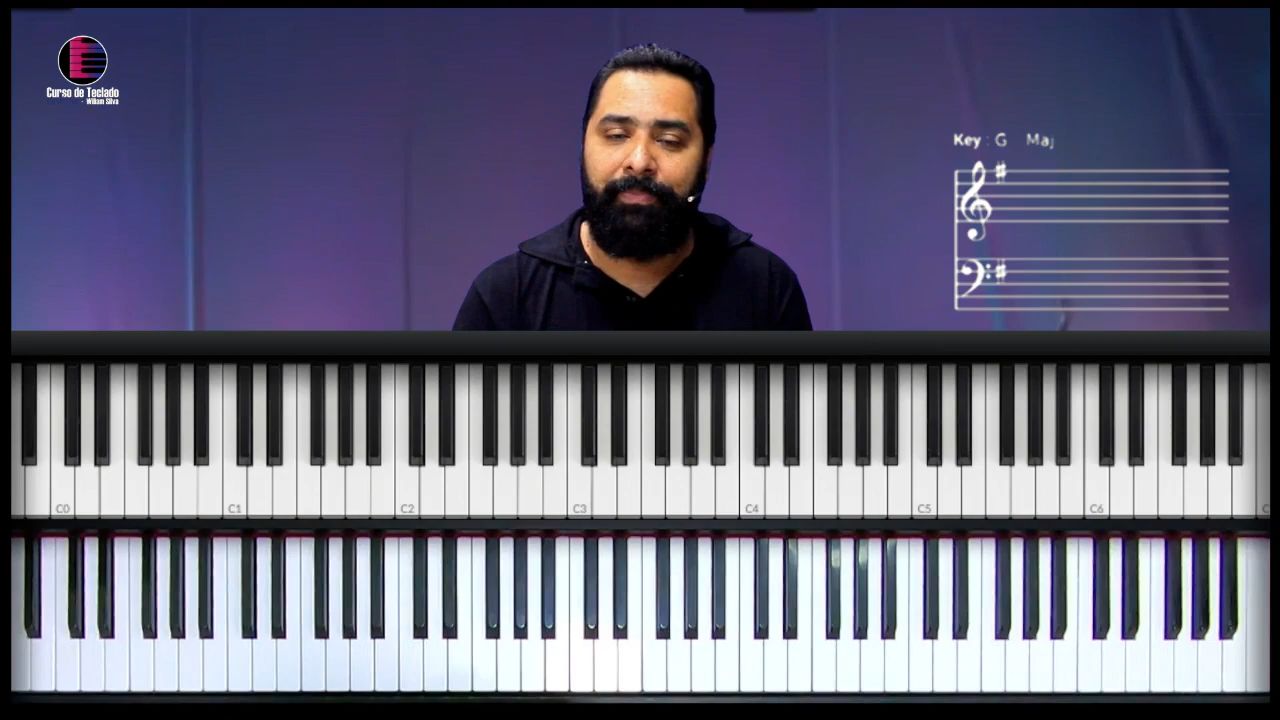 Curso de Teclado
- William Silva
Key : G Maj
C0 C1 C2 C3 C4 C5 C6